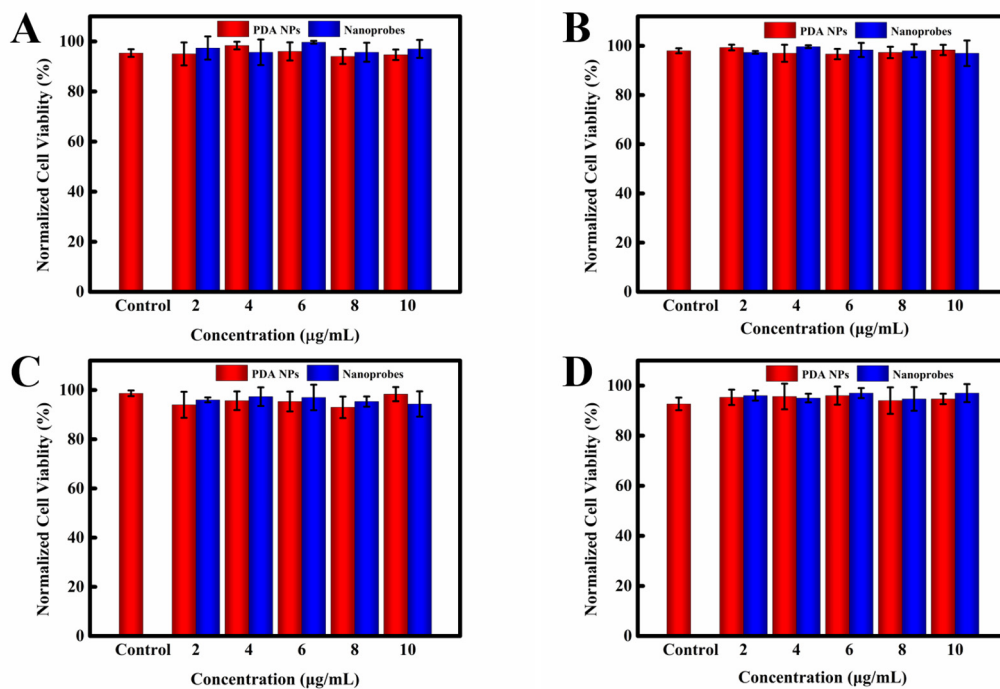 A
PDA NPs Nanoprobes
Normalized Cell Viablity (%)
100
80
60
40
20
0
Control 2 4 6 8 10
Concentration (μg/mL)
B
PDA NPs Nanoprobes
Normalized Cell Viablity (%)
100
80
60
40
20
0
Control 2 4 6 8 10
Concentration (μg/mL)
C
PDA NPs Nanoprobes
Normalized Cell Viablity (%)
100
80
60
40
20
0
Control 2 4 6 8 10
Concentration (μg/mL)
D
PDA NPs Nanoprobes
Normalized Cell Viablity (%)
100
80
60
40
20
0
Control 2 4 6 8 10
Concentration (μg/mL)